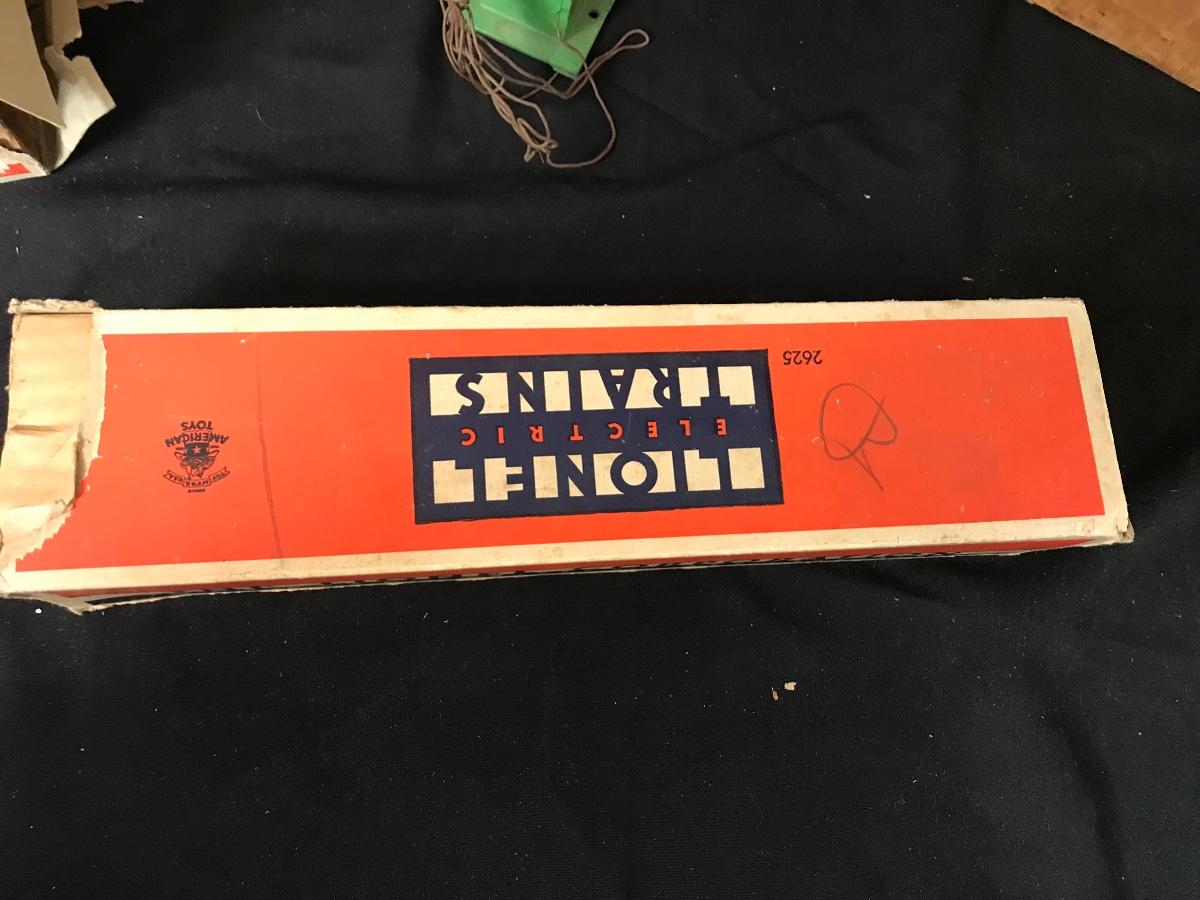 2625
LIONEL
ELECTRIC
TRAINS
AMERICAN
TOYS
R